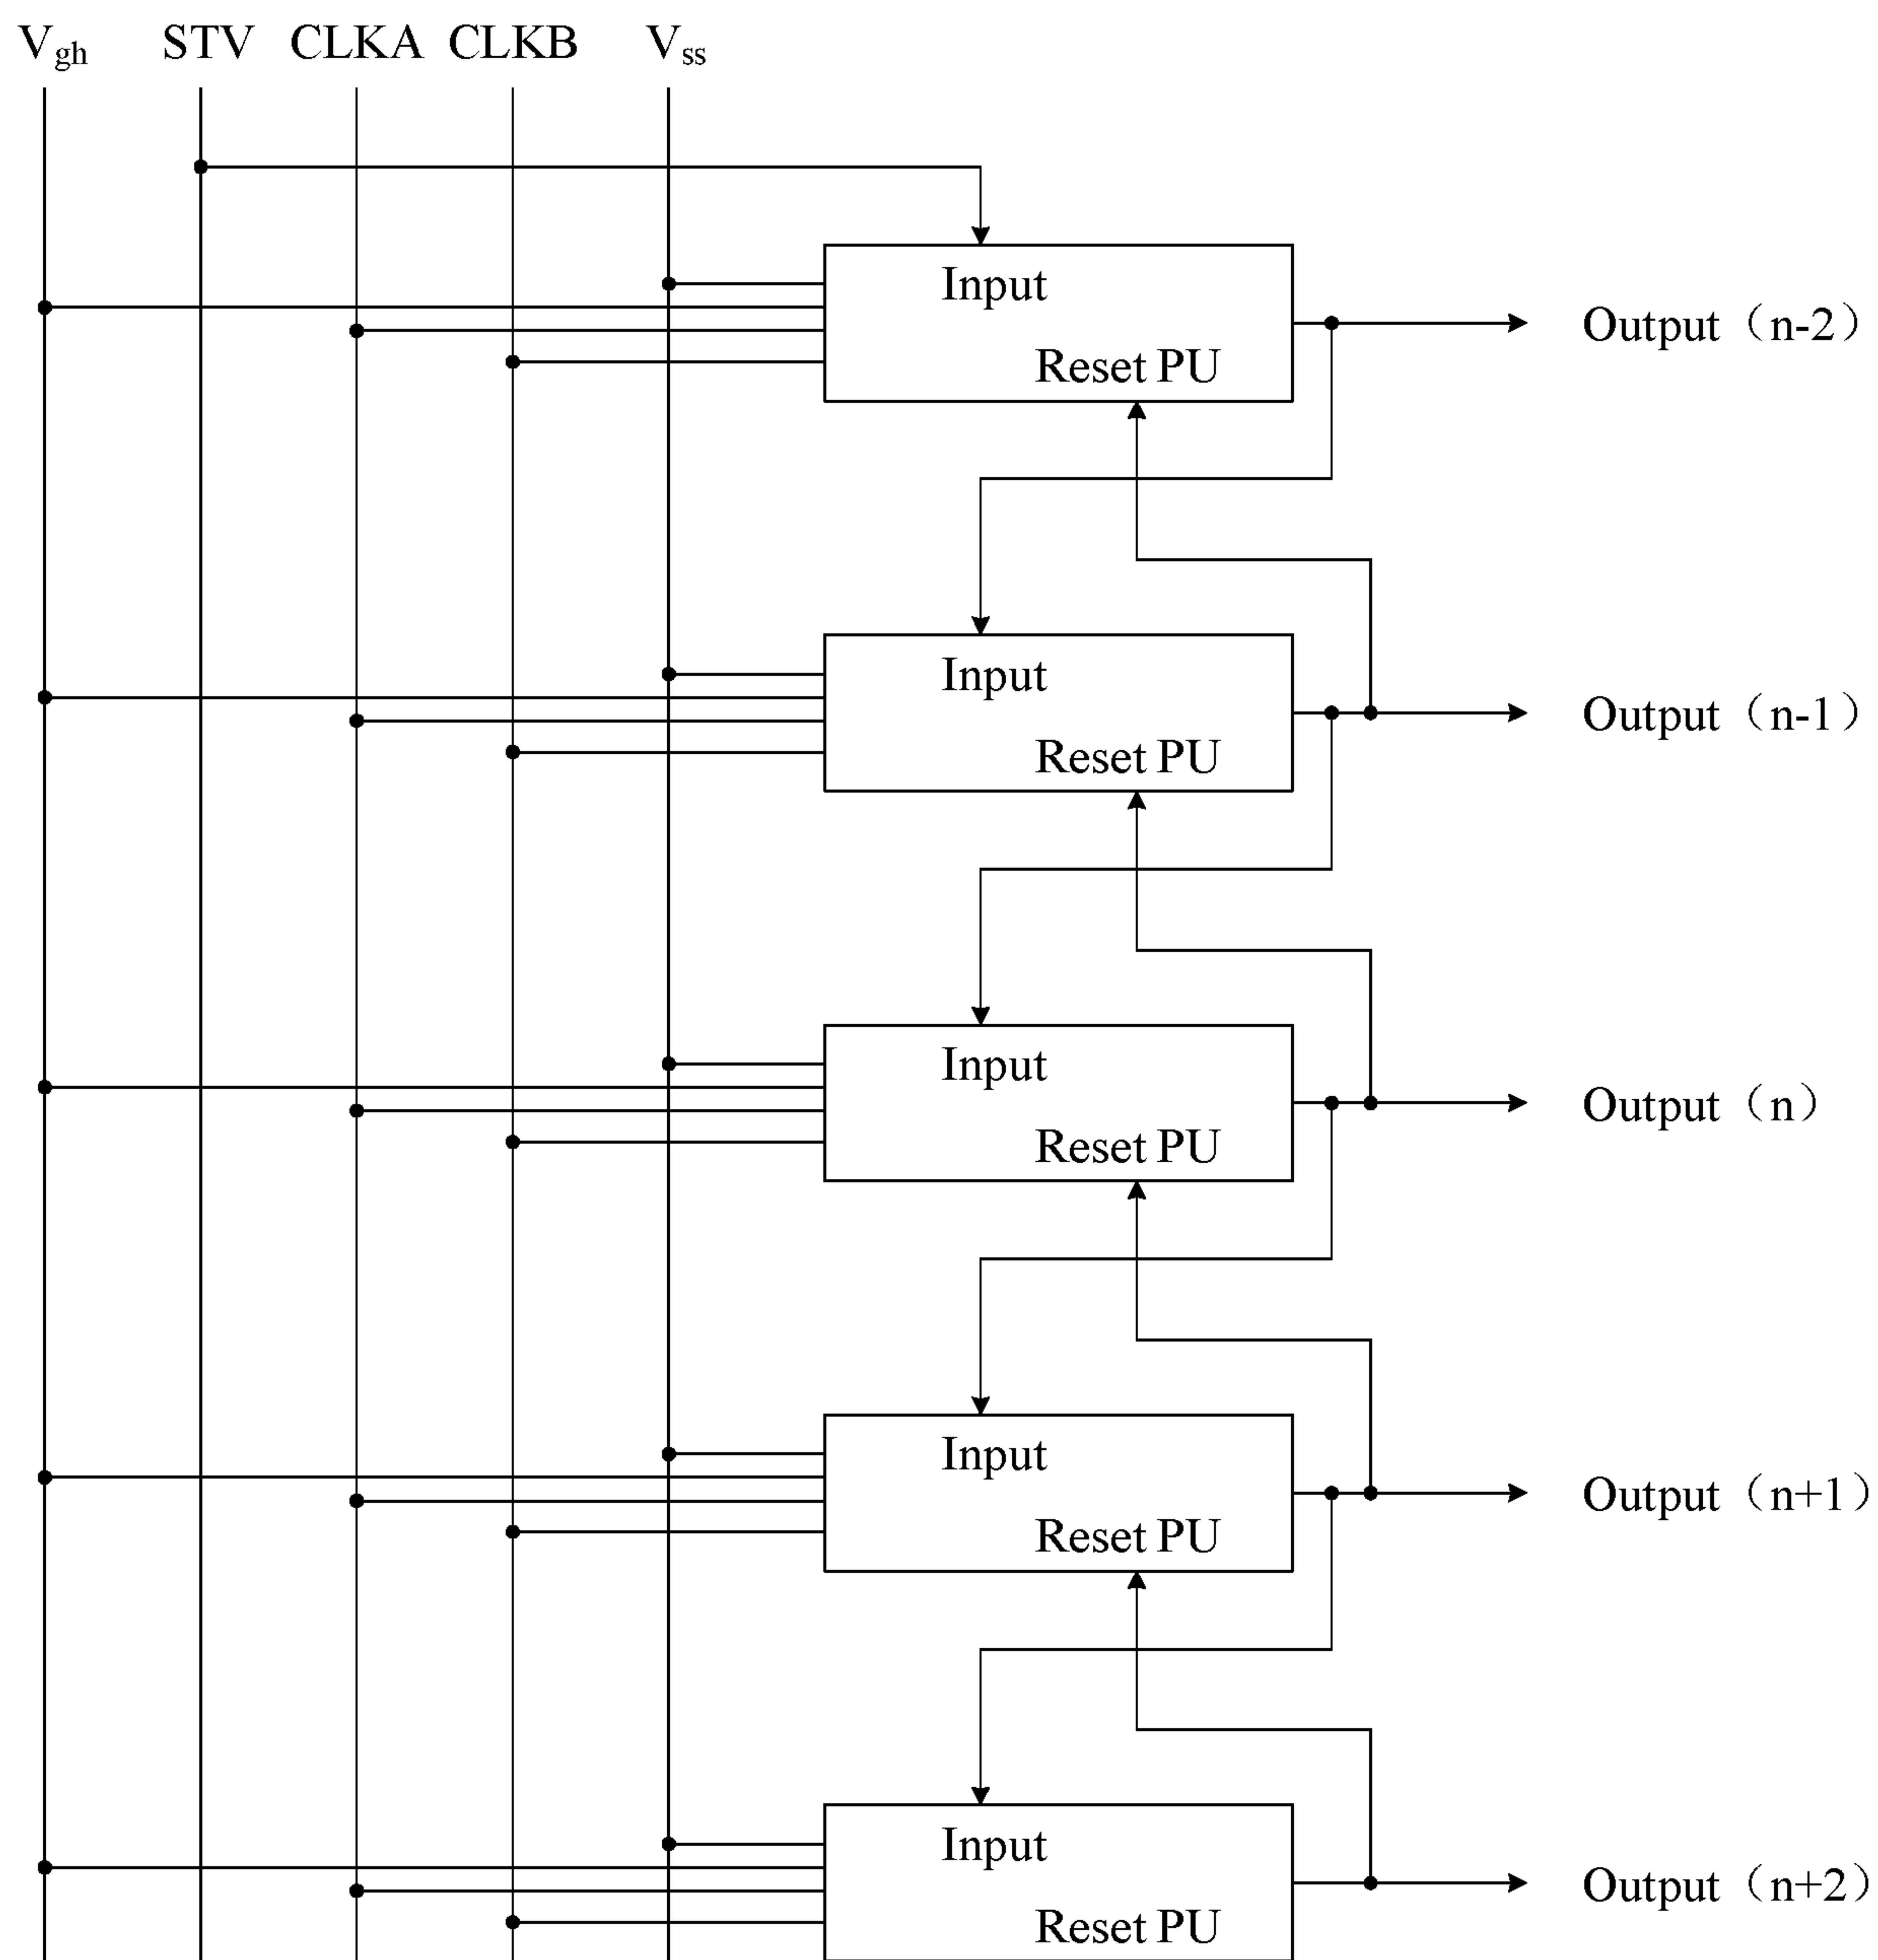 Vgh STV CLKA CLKB Vss
Input
Reset PU
Output（n-2）
Input
Reset PU
Output（n-1）
Input
Reset PU
Output（n）
Input
Reset PU
Output（n+1）
Input
Reset PU
Output（n+2）